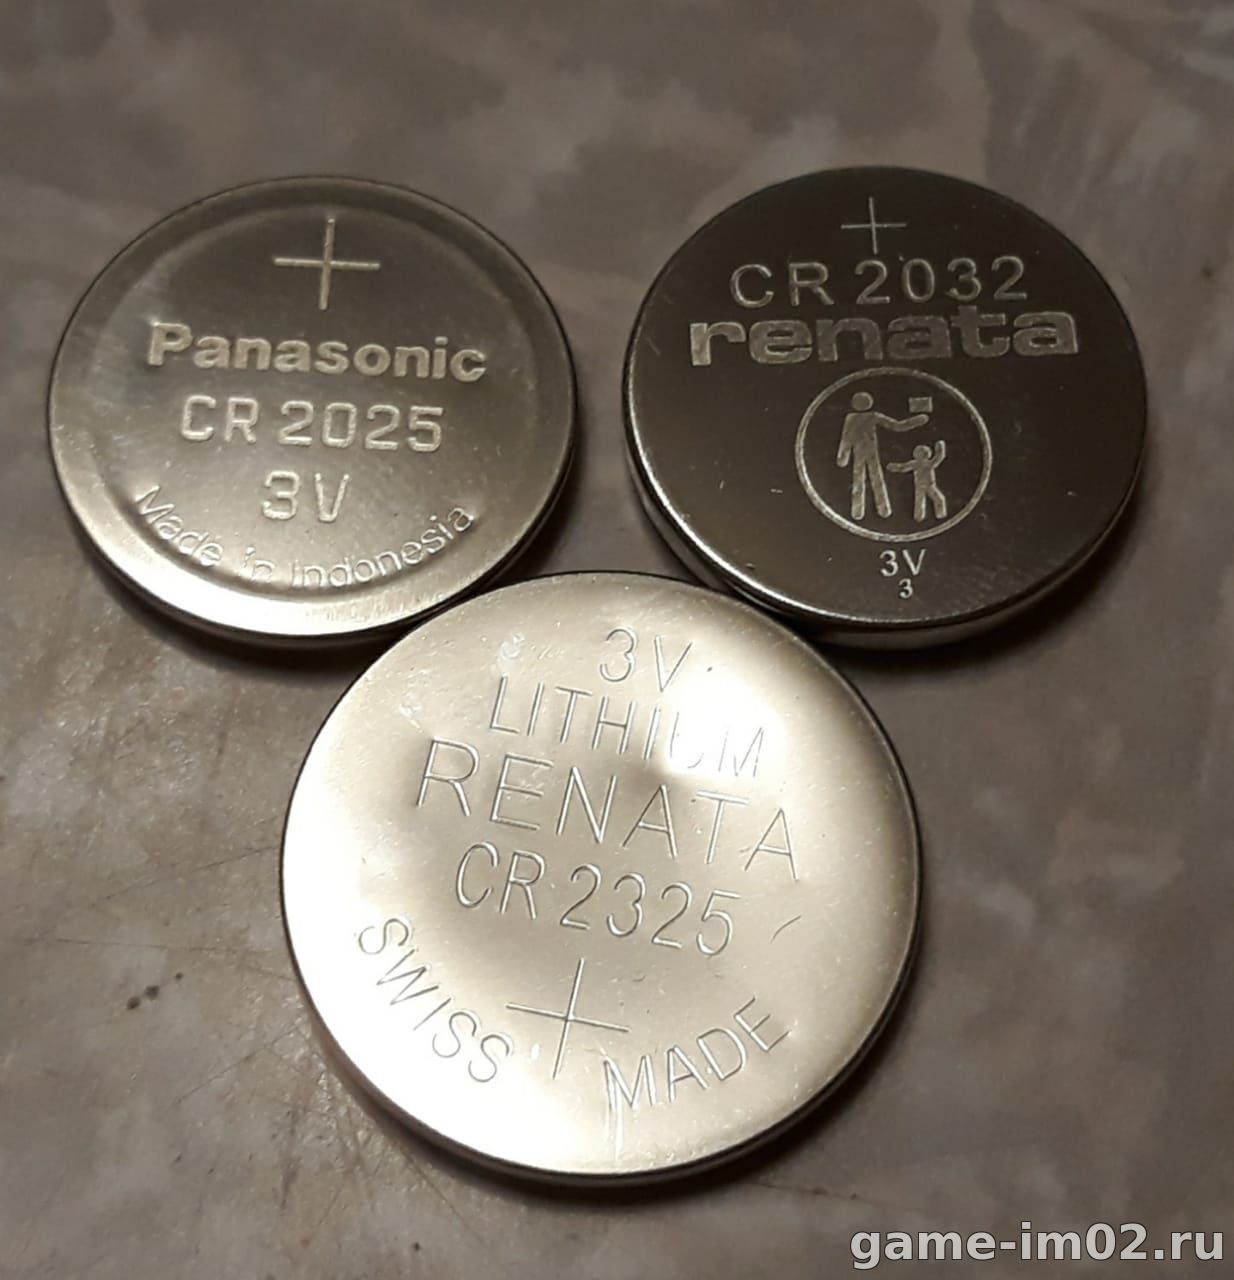 +
Panasonic
CR 2025
3V
Made in Indonesia
+
CR 2032
renata
3V
3
3V
LITHIUM
RENATA
CR 2325
+
SWISS MADE
game-im02.ru